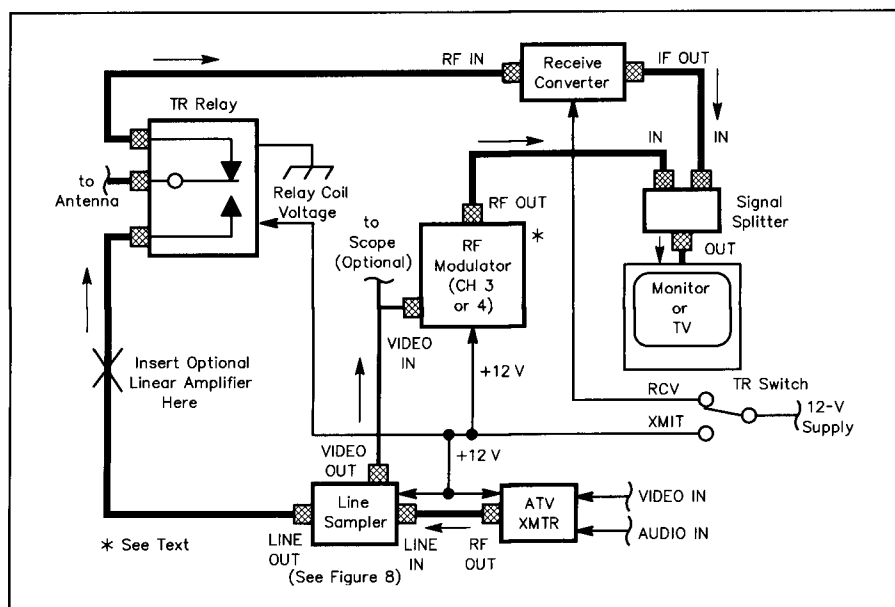 RF IN
Receive
Converter
IF OUT
TR Relay
IN
IN
to
Antenna
Relay Coil
Voltage
RF OUT
Signal
Splitter
to
Scope
(Optional)
RF
Modulator
(CH 3
or 4)
*
OUT
Monitor
or
TV
VIDEO
IN
Insert Optional
Linear Amplifier
Here
+12 V
RCV
TR Switch
XMIT
12-V
Supply
VIDEO
OUT
+12 V
Line
Sampler
ATV
XMTR
VIDEO IN
AUDIO IN
* See Text
LINE
OUT
LINE
IN
RF
OUT
(See Figure 8)